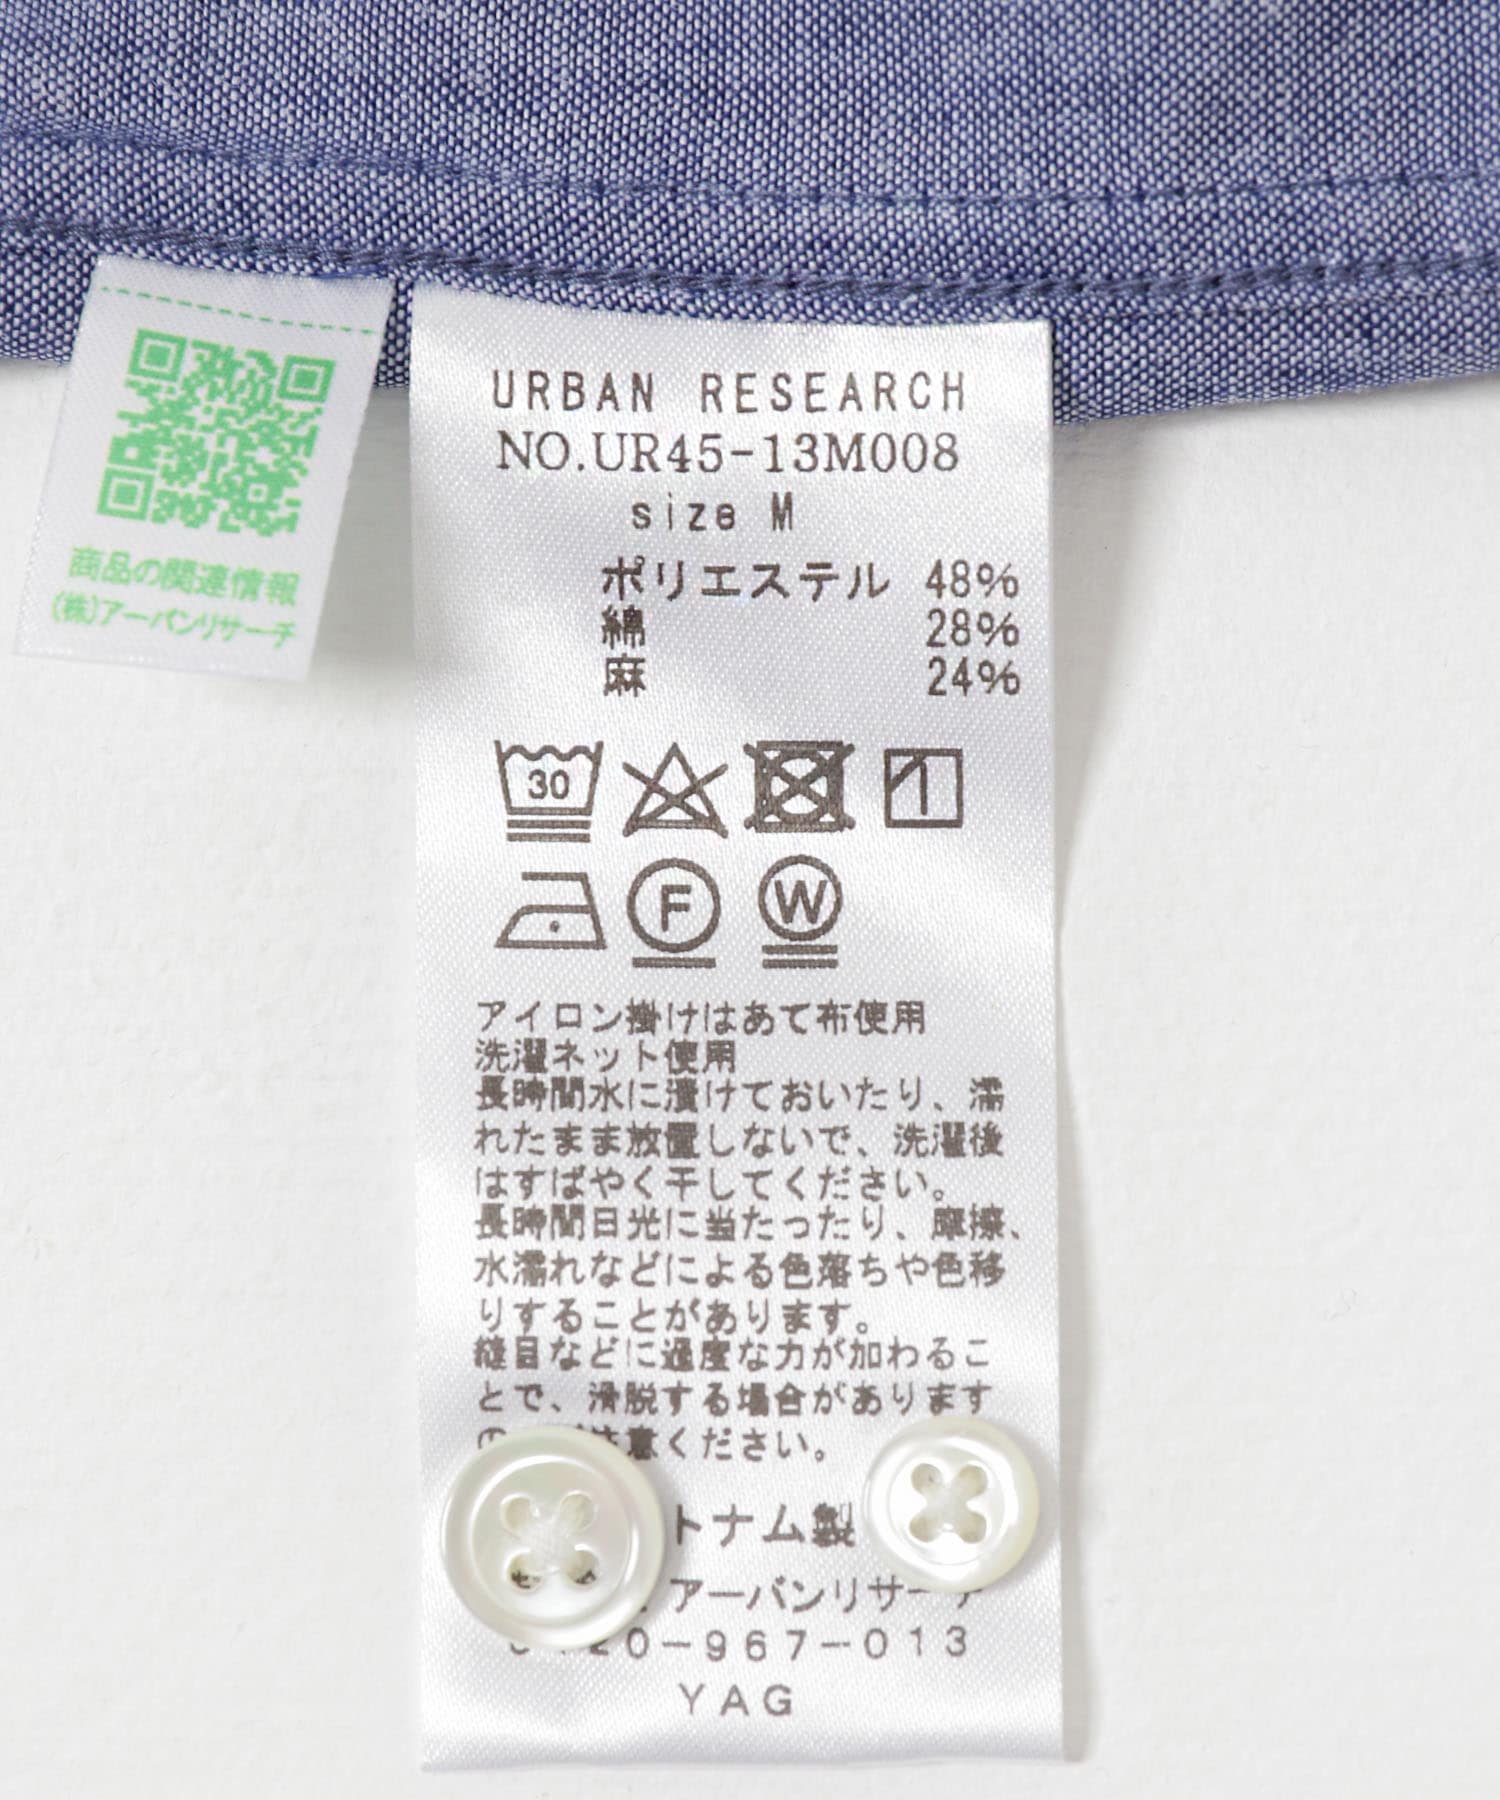 商品の関連情報
(株)アーバンリサーチ
URBAN RESEARCH
NO.UR45-13M008
size M
ポリエステル 48%
綿 28%
麻 24%
30
F
W
アイロン掛けはあて布使用
洗濯ネット使用
長時間水に漬けておいたり、濡
れたまま放置しないで、洗濯後
はすばやく干してください。
長時間日光に当たったり、摩擦、
水濡れなどによる色落ちや色移
りすることがあります。
縫目などに過度な力が加わるこ
とで、滑脱する場合があります
意ください。
トナム製
アーバンリサーチ
20-967-013
YAG